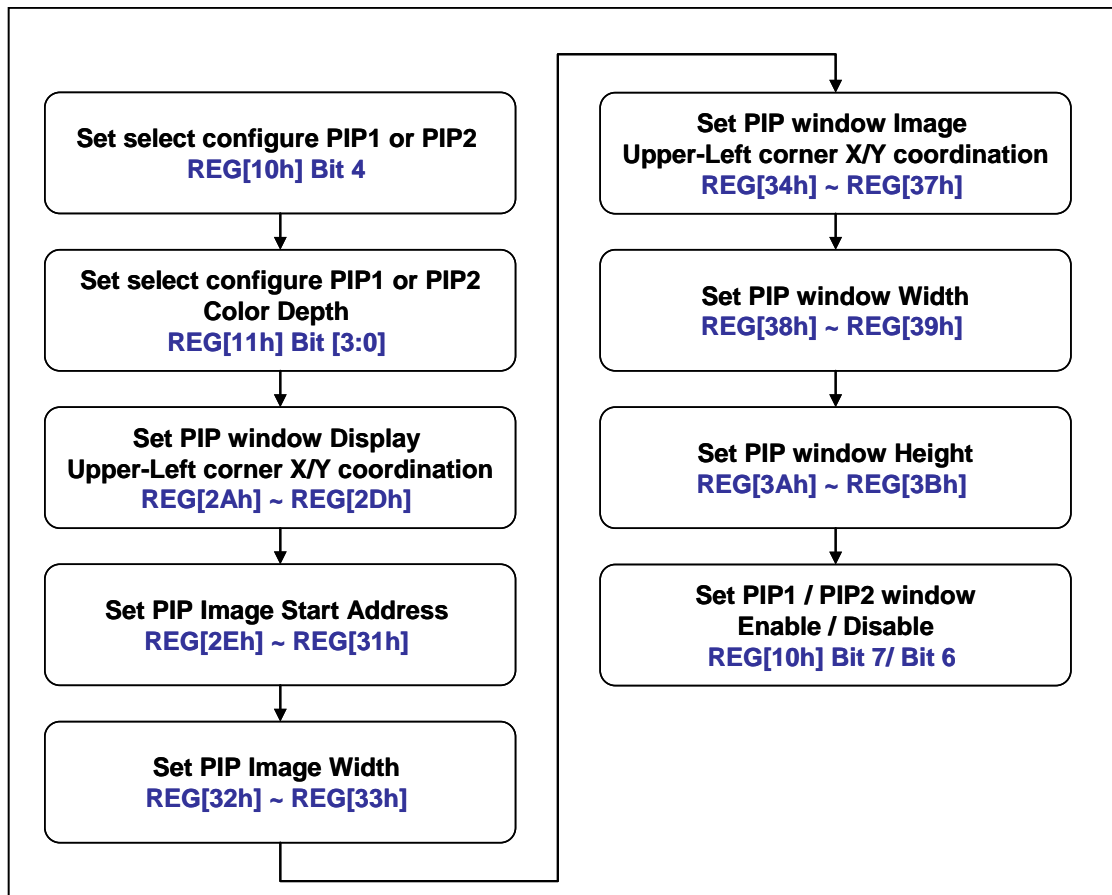 Set select configure PIP1 or PIP2
REG[10h] Bit 4
Set select configure PIP1 or PIP2
Color Depth
REG[11h] Bit [3:0]
Set PIP window Display
Upper-Left corner X/Y coordination
REG[2Ah] ~ REG[2Dh]
Set PIP Image Start Address
REG[2Eh] ~ REG[31h]
Set PIP Image Width
REG[32h] ~ REG[33h]
Set PIP window Image
Upper-Left corner X/Y coordination
REG[34h] ~ REG[37h]
Set PIP window Width
REG[38h] ~ REG[39h]
Set PIP window Height
REG[3Ah] ~ REG[3Bh]
Set PIP1 / PIP2 window
Enable / Disable
REG[10h] Bit 7/ Bit 6